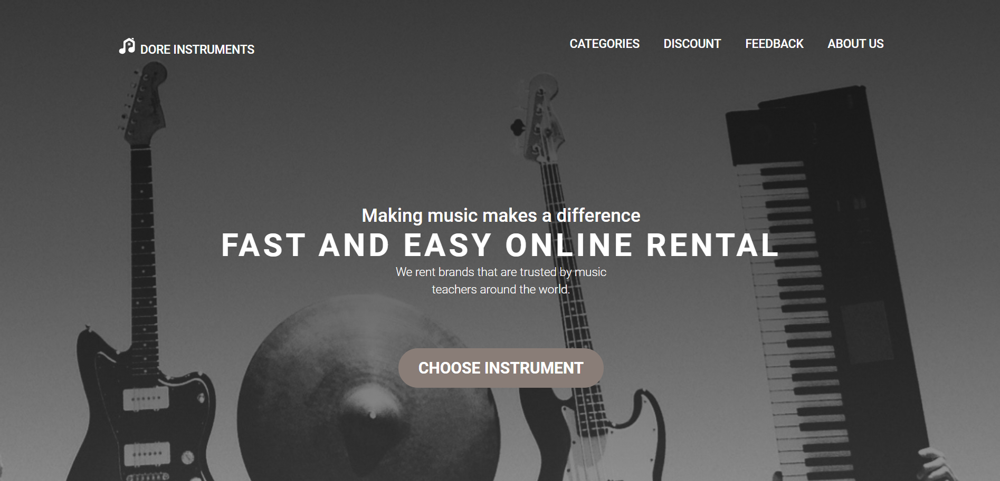 DORE INSTRUMENTS
CATEGORIES DISCOUNT FEEDBACK ABOUT US
Making music makes a difference
FAST AND EASY ONLINE RENTAL
We rent brands that are trusted by music
teachers around the world.
CHOOSE INSTRUMENT